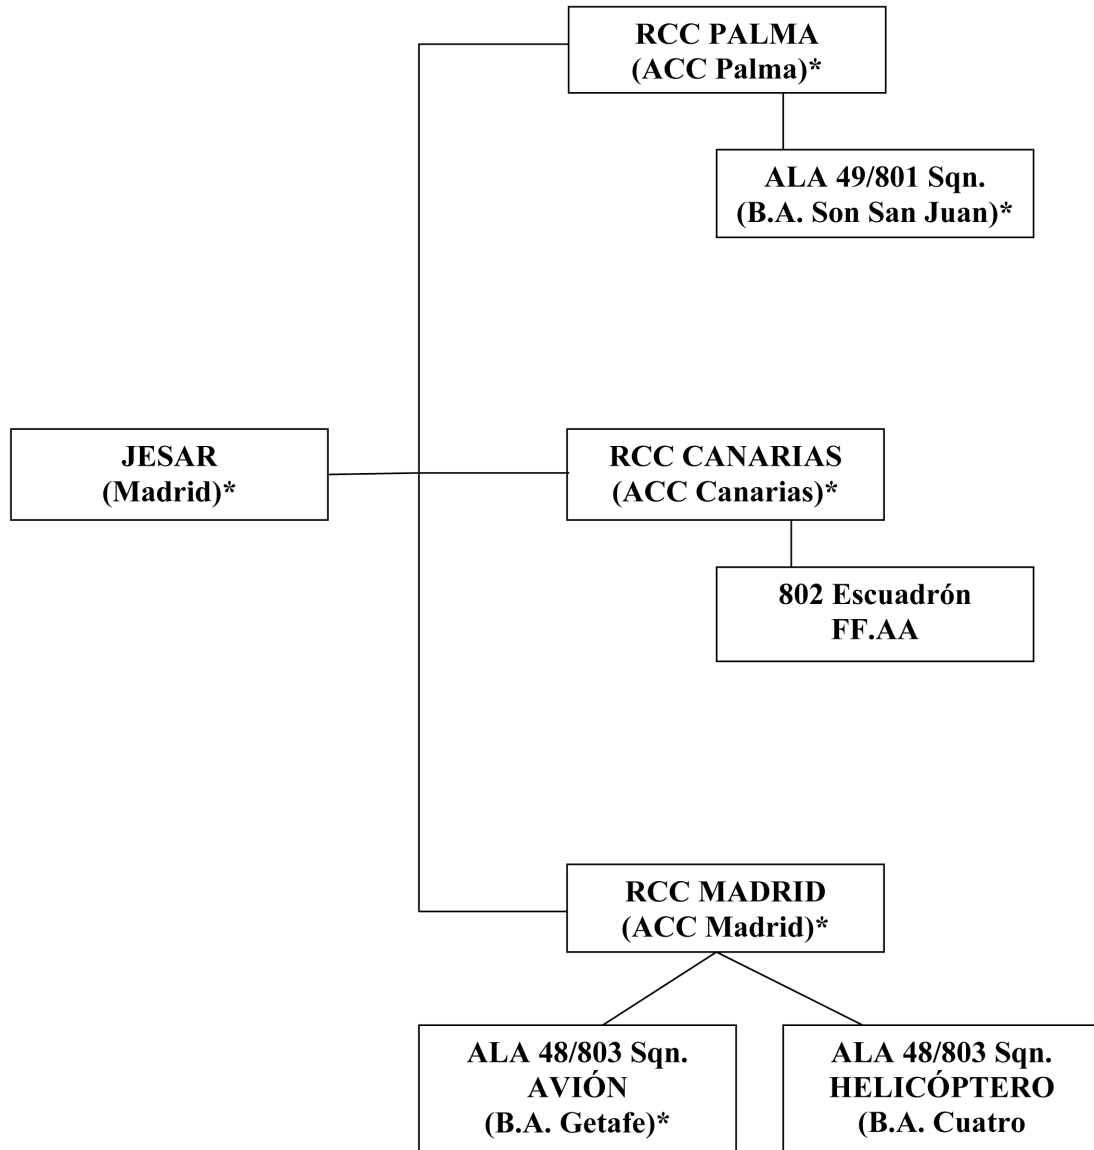 RCC PALMA
(ACC Palma)*
ALA 49/801 Sqn.
(B.A. Son San Juan)*
JESAR
(Madrid)*
RCC CANARIAS
(ACC Canarias)*
802 Escuadrón
FF.AA
RCC MADRID
(ACC Madrid)*
ALA 48/803 Sqn.
AVIÓN
(B.A. Getafe)*
ALA 48/803 Sqn.
HELICÓPTERO
(B.A. Cuatro